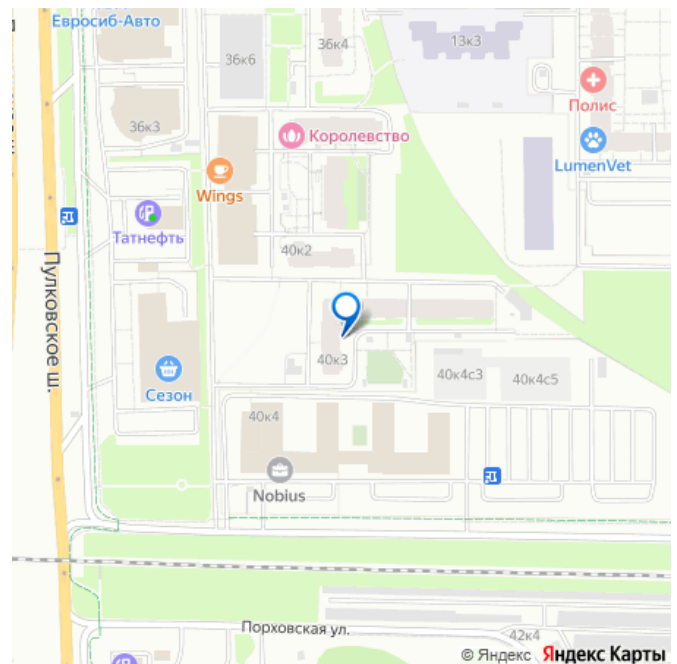 Евросиб-Авто
36к6
36к4
13к3
Полис
36к3
Королевство
LumenVet
Wings
Татнефть
40к2
Пулковское ш.
40к3
Сезон
40к4с3
40к4с5
40к4
Nobius
Порховская ул.
42к4
© Яндекс Яндекс Карты